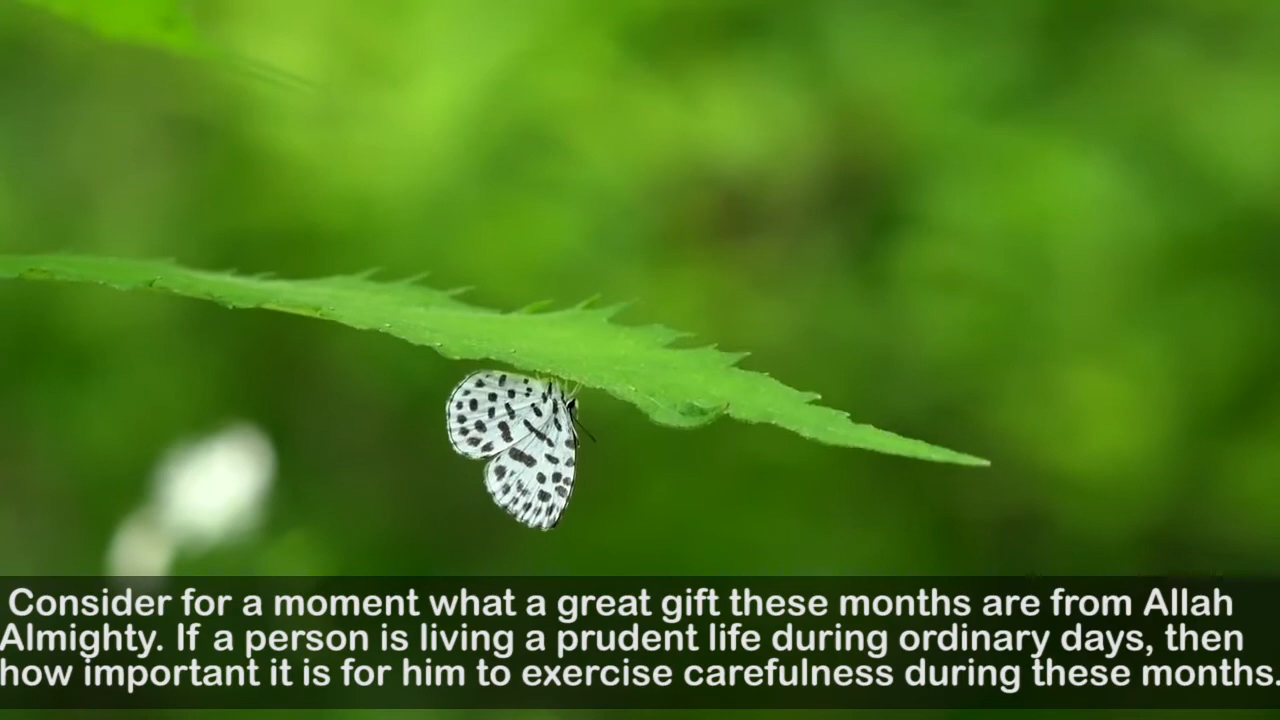 Consider for a moment what a great gift these months are from Allah
Almighty. If a person is living a prudent life during ordinary days, then
how important it is for him to exercise carefulness during these months.